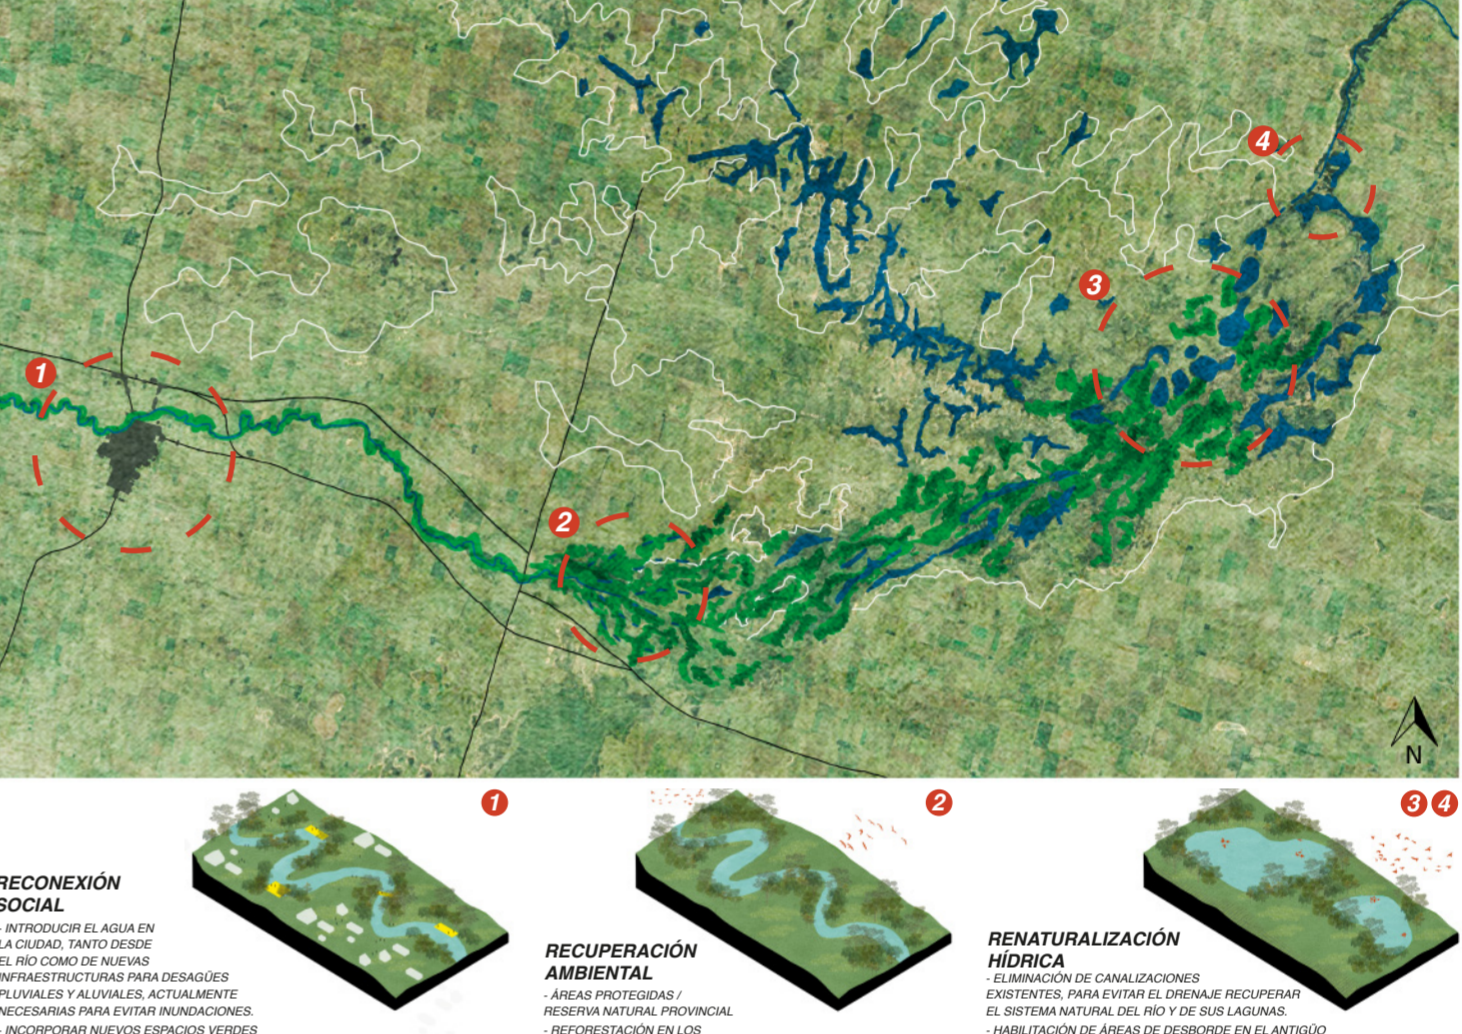 4
3
1
2
N
1
2
3 4
RECONEXIÓN
SOCIAL
- INTRODUCIR EL AGUA EN
LA CIUDAD, TANTO DESDE
EL RÍO COMO DE NUEVAS
INFRAESTRUCTURAS PARA DESAGÜES
PLUVIALES Y ALUVIALES, ACTUALMENTE
NECESARIAS PARA EVITAR INUNDACIONES.
- INCORPORAR NUEVOS ESPACIOS VERDES
RECUPERACIÓN
AMBIENTAL
- ÁREAS PROTEGIDAS /
RESERVA NATURAL PROVINCIAL
- REFORESTACIÓN EN LOS
RENATURALIZACIÓN
HÍDRICA
- ELIMINACIÓN DE CANALIZACIONES
EXISTENTES, PARA EVITAR EL DRENAJE RECUPERAR
EL SISTEMA NATURAL DEL RÍO Y DE SUS LAGUNAS.
- HABILITACIÓN DE ÁREAS DE DESBORDE EN EL ANTIGÜO